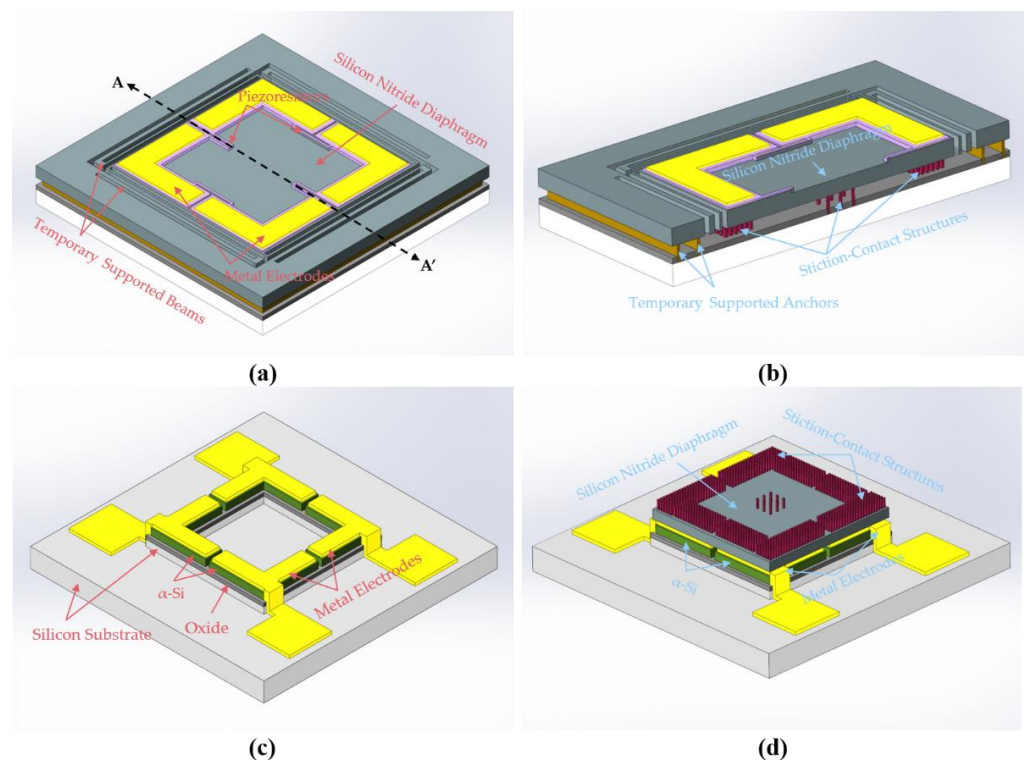 A
Silicon Nitride Diaphragm
Piezoresistors
Temporary Supported Beams
Metal Electrodes
A′
(a)
Silicon Nitride Diaphragm
Stiction-Contact Structures
Temporary Supported Anchors
(b)
α-Si
Metal Electrodes
Silicon Substrate
Oxide
(c)
Stiction-Contact Structures
Silicon Nitride Diaphragm
α-Si
Metal Electrodes
(d)